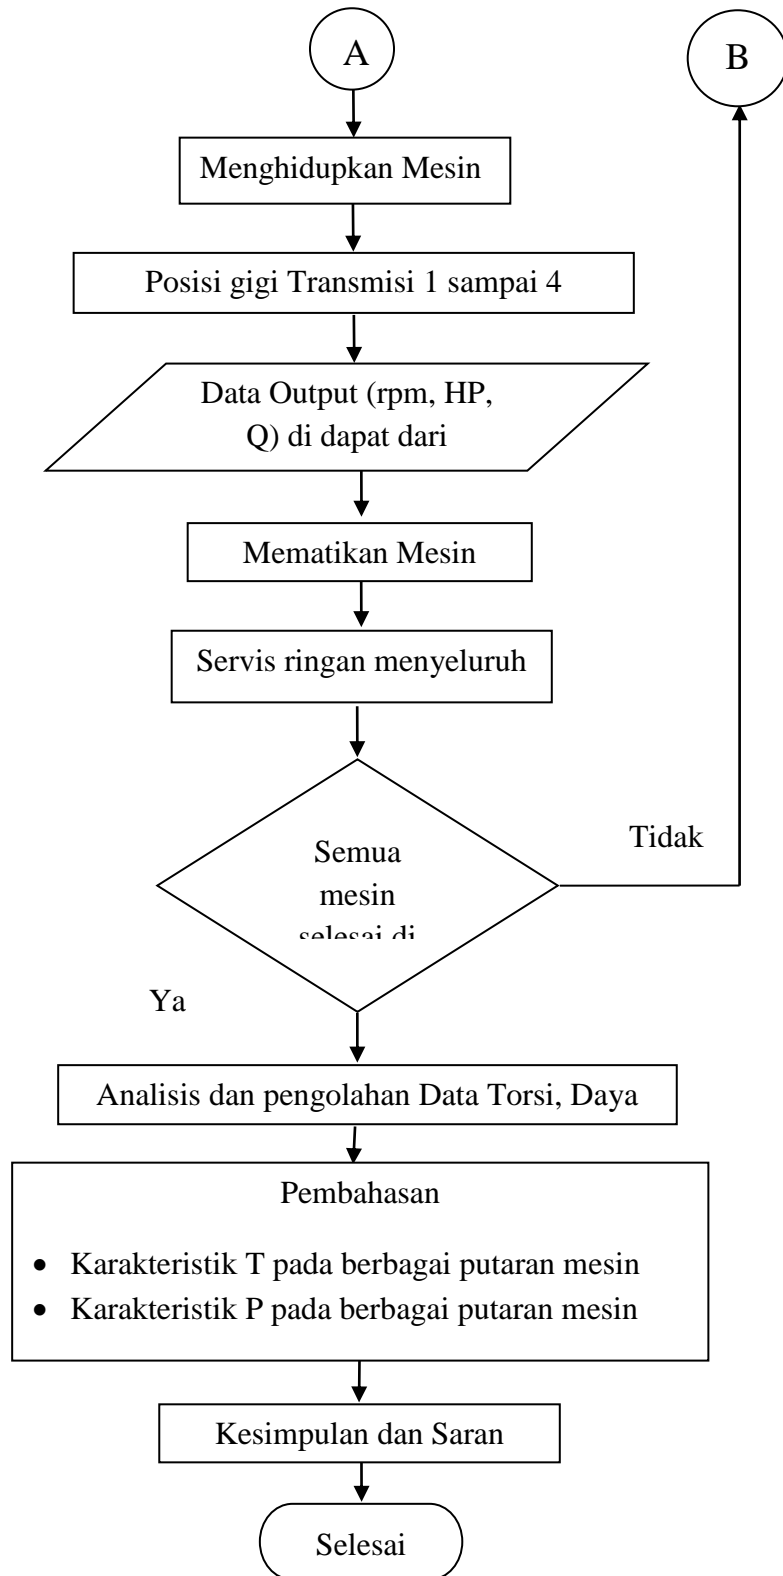 A
B
Menghidupkan Mesin
Posisi gigi Transmisi 1 sampai 4
Data Output (rpm, HP,
Q) di dapat dari
Mematikan Mesin
Servis ringan menyeluruh
Semua
mesin
selesai di
Tidak
Ya
Analisis dan pengolahan Data Torsi, Daya
Pembahasan
• Karakteristik T pada berbagai putaran mesin
• Karakteristik P pada berbagai putaran mesin
Kesimpulan dan Saran
Selesai